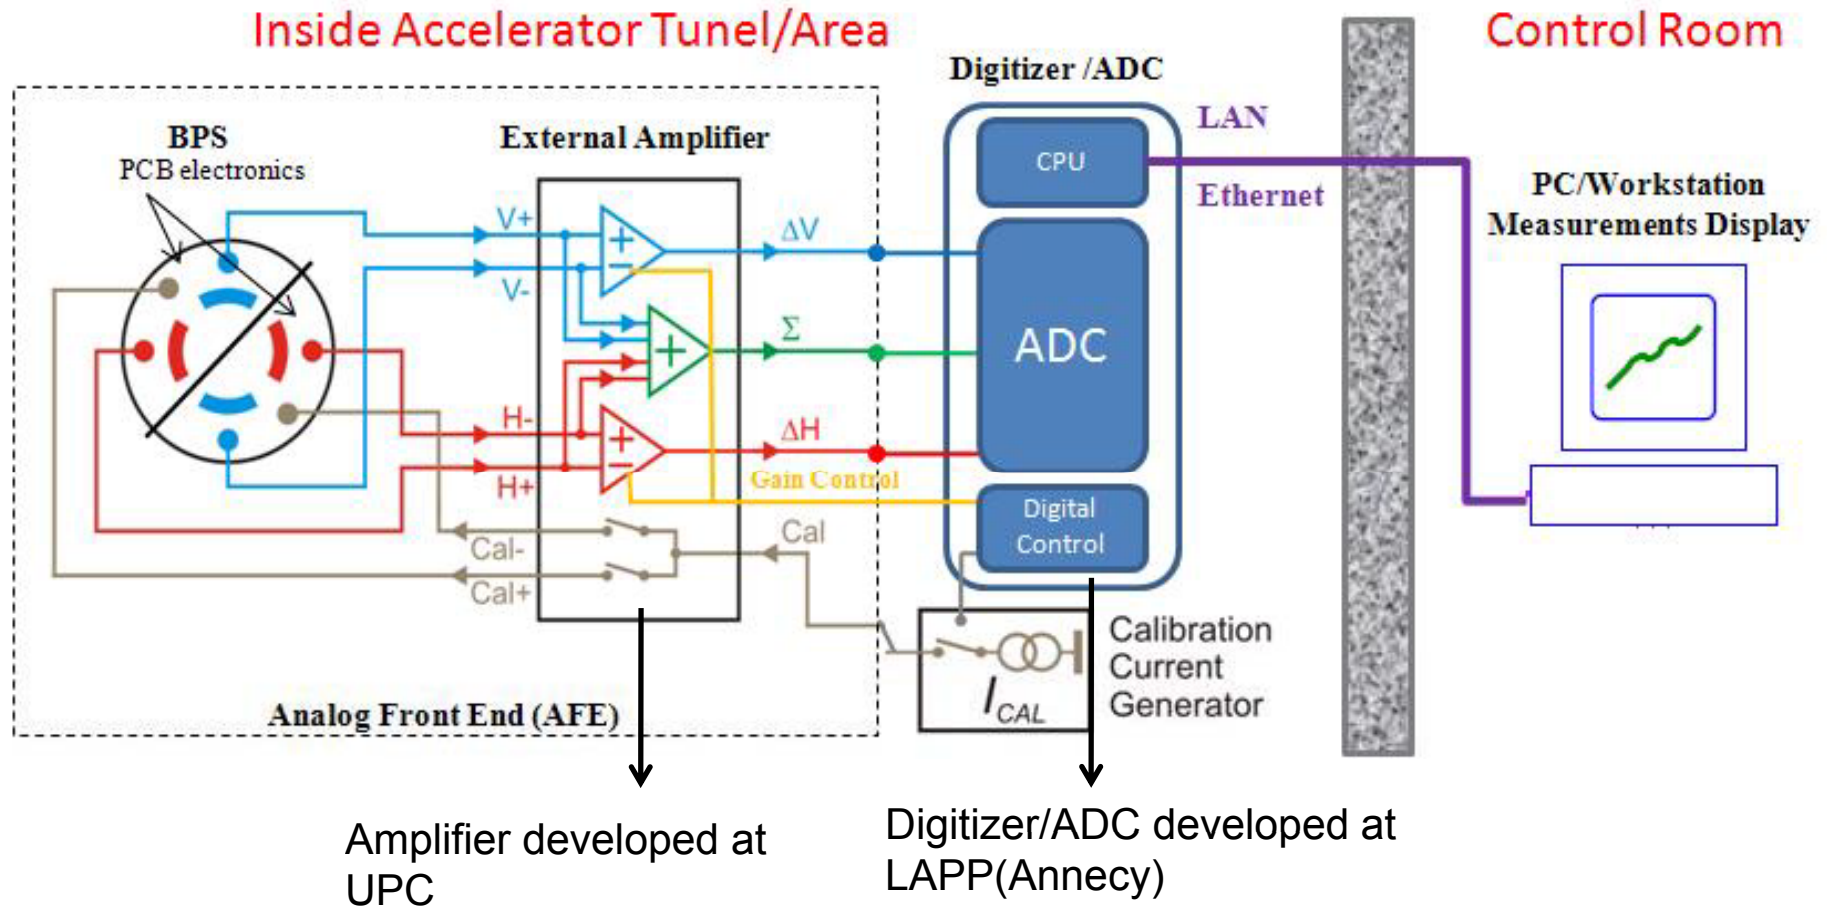 Inside Accelerator Tunel/Area
Control Room
Digitizer /ADC
BPS
PCB electronics
External Amplifier
CPU
LAN
Ethernet
PC/Workstation
Measurements Display
V+
V-
ΔV
Σ
ADC
H-
H+
ΔH
Gain Control
Digital
Control
Cal-
Cal+
Cal
Calibration
Current
Generator
ICAL
Analog Front End (AFE)
Amplifier developed at
UPC
Digitizer/ADC developed at
LAPP(Annecy)